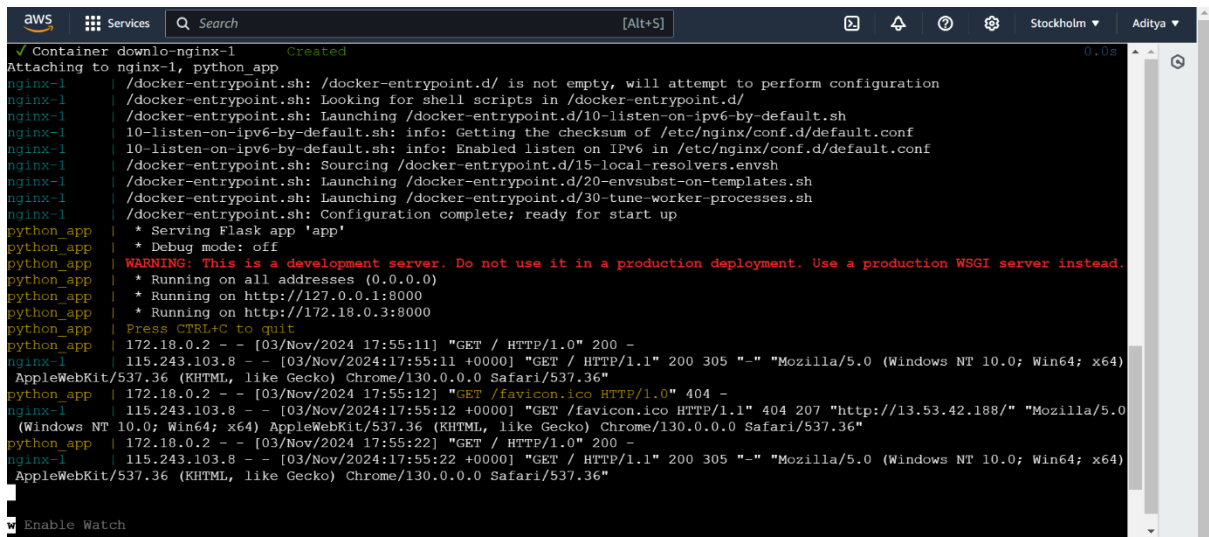 aws Services Search [Alt+S] Stockholm ▼ Aditya ▼
✓ Container downlo-nginx-1 Created 0.0s
Attaching to nginx-1, python_app
nginx-1 | /docker-entrypoint.sh: /docker-entrypoint.d/ is not empty, will attempt to perform configuration
nginx-1 | /docker-entrypoint.sh: Looking for shell scripts in /docker-entrypoint.d/
nginx-1 | /docker-entrypoint.sh: Launching /docker-entrypoint.d/10-listen-on-ipv6-by-default.sh
nginx-1 | 10-listen-on-ipv6-by-default.sh: info: Getting the checksum of /etc/nginx/conf.d/default.conf
nginx-1 | 10-listen-on-ipv6-by-default.sh: info: Enabled listen on IPv6 in /etc/nginx/conf.d/default.conf
nginx-1 | /docker-entrypoint.sh: Sourcing /docker-entrypoint.d/15-local-resolvers.envsh
nginx-1 | /docker-entrypoint.sh: Launching /docker-entrypoint.d/20-envsubst-on-templates.sh
nginx-1 | /docker-entrypoint.sh: Launching /docker-entrypoint.d/30-tune-worker-processes.sh
nginx-1 | /docker-entrypoint.sh: Configuration complete; ready for start up
python_app | * Serving Flask app 'app'
python_app | * Debug mode: off
python_app | WARNING: This is a development server. Do not use it in a production deployment. Use a production WSGI server instead.
python_app | * Running on all addresses (0.0.0.0)
python_app | * Running on http://127.0.0.1:8000
python_app | * Running on http://172.18.0.3:8000
python_app | Press CTRL+C to quit
python_app | 172.18.0.2 - - [03/Nov/2024 17:55:11] "GET / HTTP/1.0" 200 -
nginx-1 | 115.243.103.8 - - [03/Nov/2024:17:55:11 +0000] "GET / HTTP/1.1" 200 305 "-" "Mozilla/5.0 (Windows NT 10.0; Win64; x64)
AppleWebKit/537.36 (KHTML, like Gecko) Chrome/130.0.0.0 Safari/537.36"
python_app | 172.18.0.2 - - [03/Nov/2024 17:55:12] "GET /favicon.ico HTTP/1.0" 404 -
nginx-1 | 115.243.103.8 - - [03/Nov/2024:17:55:12 +0000] "GET /favicon.ico HTTP/1.1" 404 207 "http://13.53.42.188/" "Mozilla/5.0
(Windows NT 10.0; Win64; x64) AppleWebKit/537.36 (KHTML, like Gecko) Chrome/130.0.0.0 Safari/537.36"
python_app | 172.18.0.2 - - [03/Nov/2024 17:55:22] "GET / HTTP/1.0" 200 -
nginx-1 | 115.243.103.8 - - [03/Nov/2024:17:55:22 +0000] "GET / HTTP/1.1" 200 305 "-" "Mozilla/5.0 (Windows NT 10.0; Win64; x64)
AppleWebKit/537.36 (KHTML, like Gecko) Chrome/130.0.0.0 Safari/537.36"
w Enable Watch